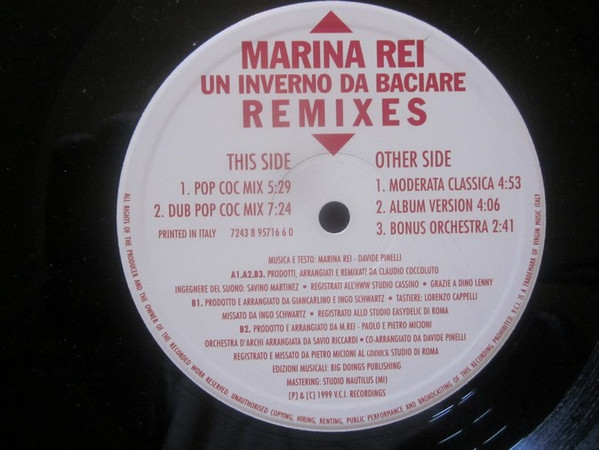 MARINA REI
UN INVERNO DA BACIARE
REMIXES
THIS SIDE
1. POP COC MIX 5:29
2. DUB POP COC MIX 7:24
PRINTED IN ITALY 7243 8 95716 6 0
OTHER SIDE
1. MODERATA CLASSICA 4:53
2. ALBUM VERSION 4:06
3. BONUS ORCHESTRA 2:41
MUSICA E TESTO: MARINA REI - DAVIDE PINELLI
A1.A2.B3. PRODOTTI, ARRANGIATI E REMIXATI DA CLAUDIO COCCOLUTO
INGEGNERE DEL SUONO: SAVINO MARTINEZ • REGISTRATI ALL'HWW STUDIO CASSINO • GRAZIE A DINO LENNY
B1. PRODOTTO E ARRANGIATO DA GIANCARLINO E INGO SCHWARTZ • TASTIERE: LORENZO CAPPELLI
MISSATO DA INGO SCHWARTZ • REGISTRATO ALLO STUDIO EASYDELIC DI ROMA
B2. PRODOTTO E ARRANGIATO DA M.REI - PAOLO E PIETRO MICIONI
ORCHESTRA D'ARCHI ARRANGIATA DA SAVIO RICCARDI • CO-ARRANGIATO DA DAVIDE PINELLI
REGISTRATO E MISSATO DA PIETRO MICIONI AL GIMMICK STUDIO DI ROMA
EDIZIONI MUSICALI: BIG DOINGS PUBLISHING
MASTERING: STUDIO NAUTILUS (MI)
[P] & [C] 1999 V.C.I. RECORDINGS
ALL RIGHTS OF THE PRODUCER AND THE OWNER OF THE RECORDED WORK RESERVED. UNAUTHORISED COPYING, HIRING, RENTING, PUBLIC PERFORMANCE AND BROADCASTING OF THIS RECORDING PROHIBITED. V.C.I. IS A TRADEMARK OF VIRGIN MUSIC ITALY